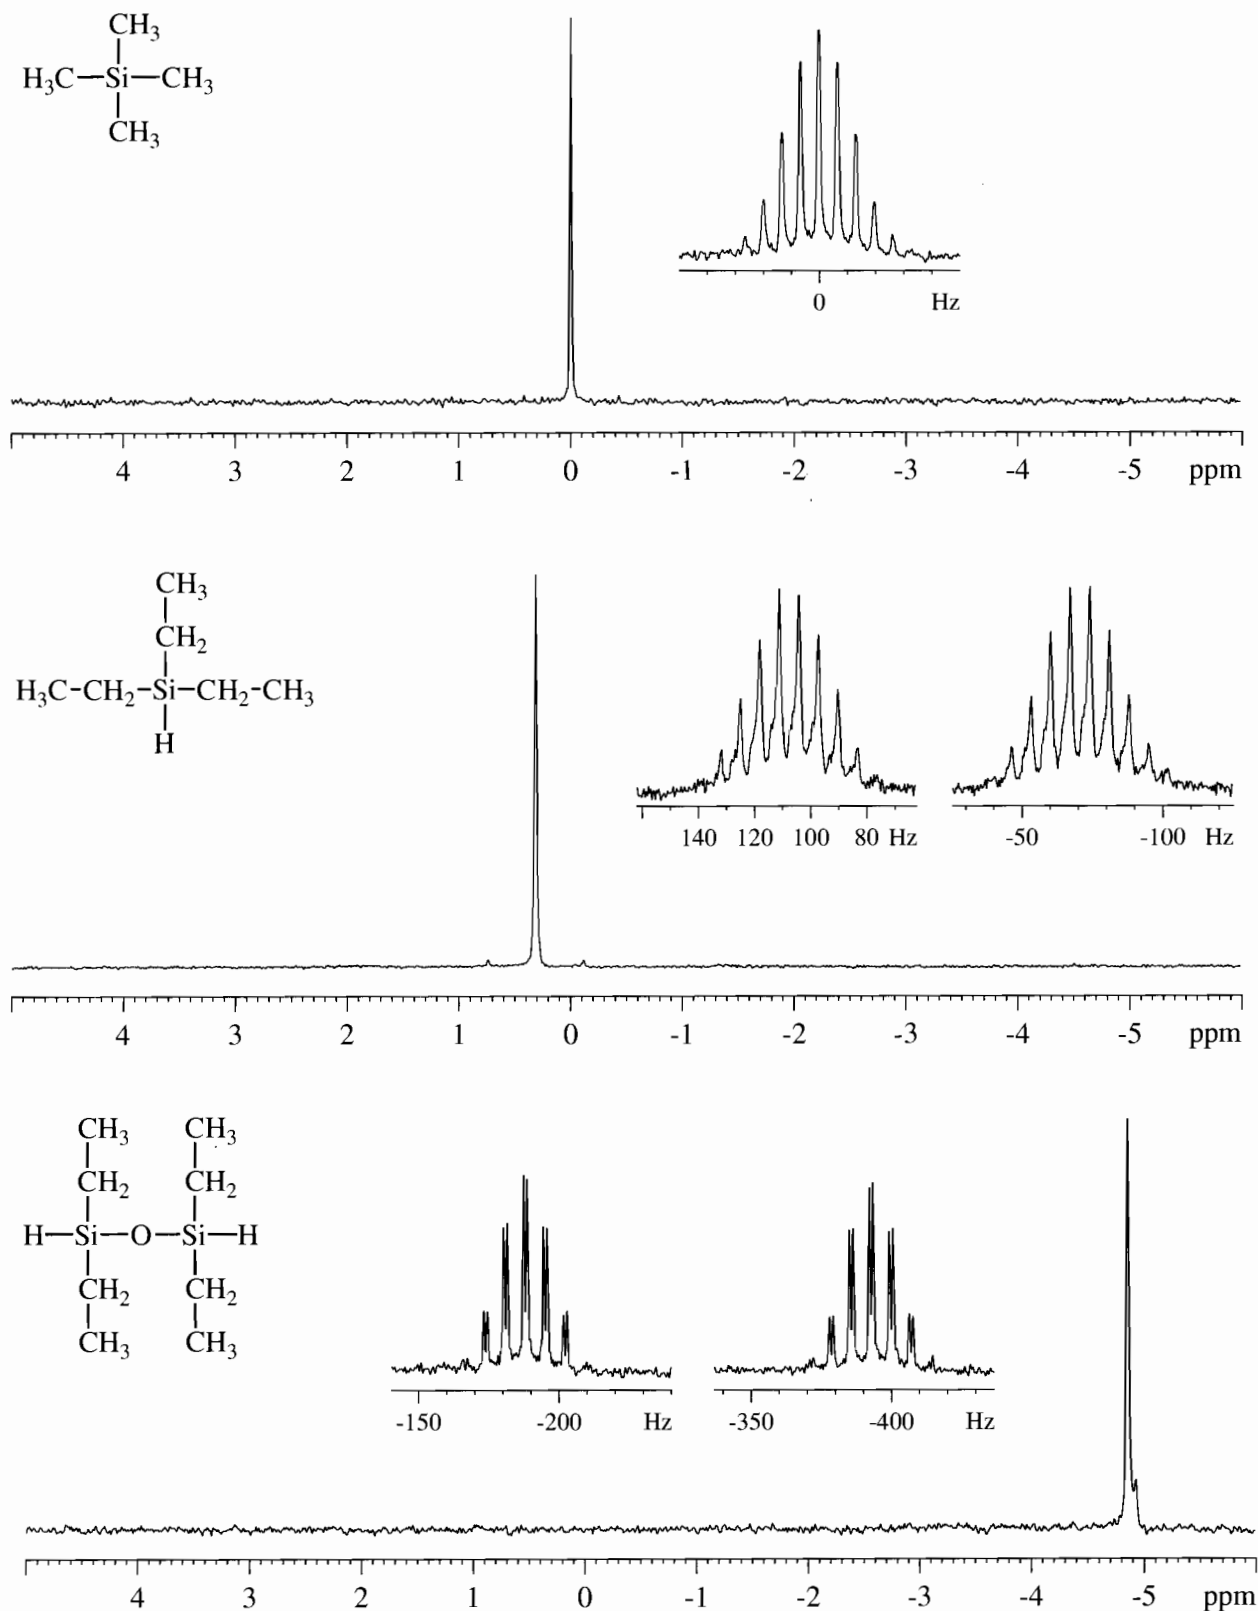 CH3
H3C-Si-CH3
CH3
0 Hz
4 3 2 1 0 -1 -2 -3 -4 -5 ppm
CH3
CH2
H3C-CH2-Si-CH2-CH3
H
140 120 100 80 Hz
-50 -100 Hz
4 3 2 1 0 -1 -2 -3 -4 -5 ppm
CH3 CH3
CH2 CH2
H-Si-O-Si-H
CH2 CH2
CH3 CH3
-150 -200 Hz
-350 -400 Hz
4 3 2 1 0 -1 -2 -3 -4 -5 ppm